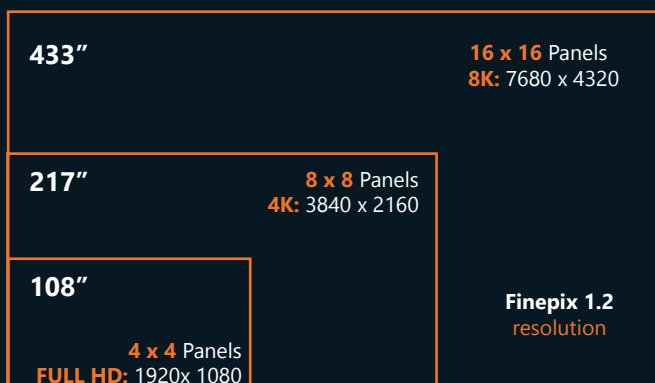 433″
16 x 16 Panels
8K: 7680 x 4320
217″
8 x 8 Panels
4K: 3840 x 2160
108″
4 x 4 Panels
FULL HD: 1920x 1080
Finepix 1.2
resolution